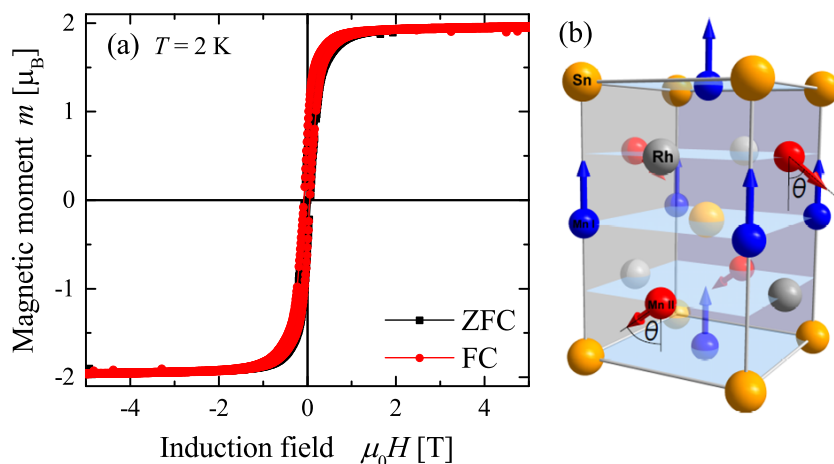 (a) T = 2 K
Magnetic moment m [μB]
2
1
0
-1
-2
-4
-2
0
2
4
Induction field μ0H [T]
ZFC
FC
(b)
Sn
Rh
θ
Mn I
Mn II
θ